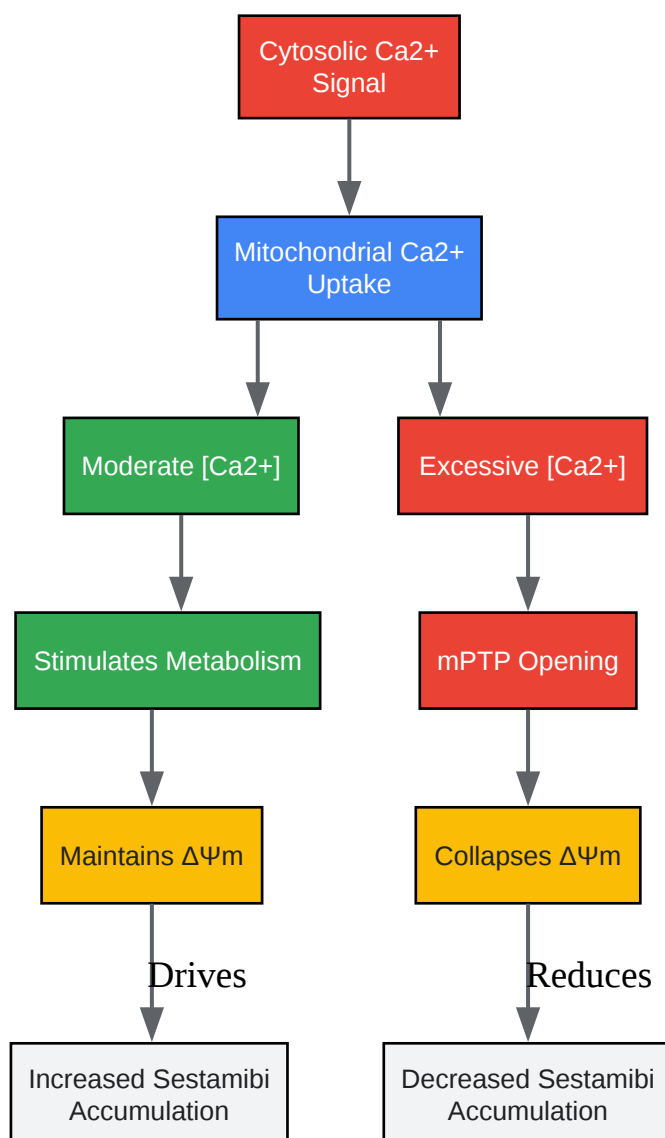 Cytosolic Ca2+
Signal
Mitochondrial Ca2+
Uptake
Moderate [Ca2+]
Excessive [Ca2+]
Stimulates Metabolism
mPTP Opening
Maintains ΔΨm
Collapses ΔΨm
Drives
Reduces
Increased Sestamibi
Accumulation
Decreased Sestamibi
Accumulation